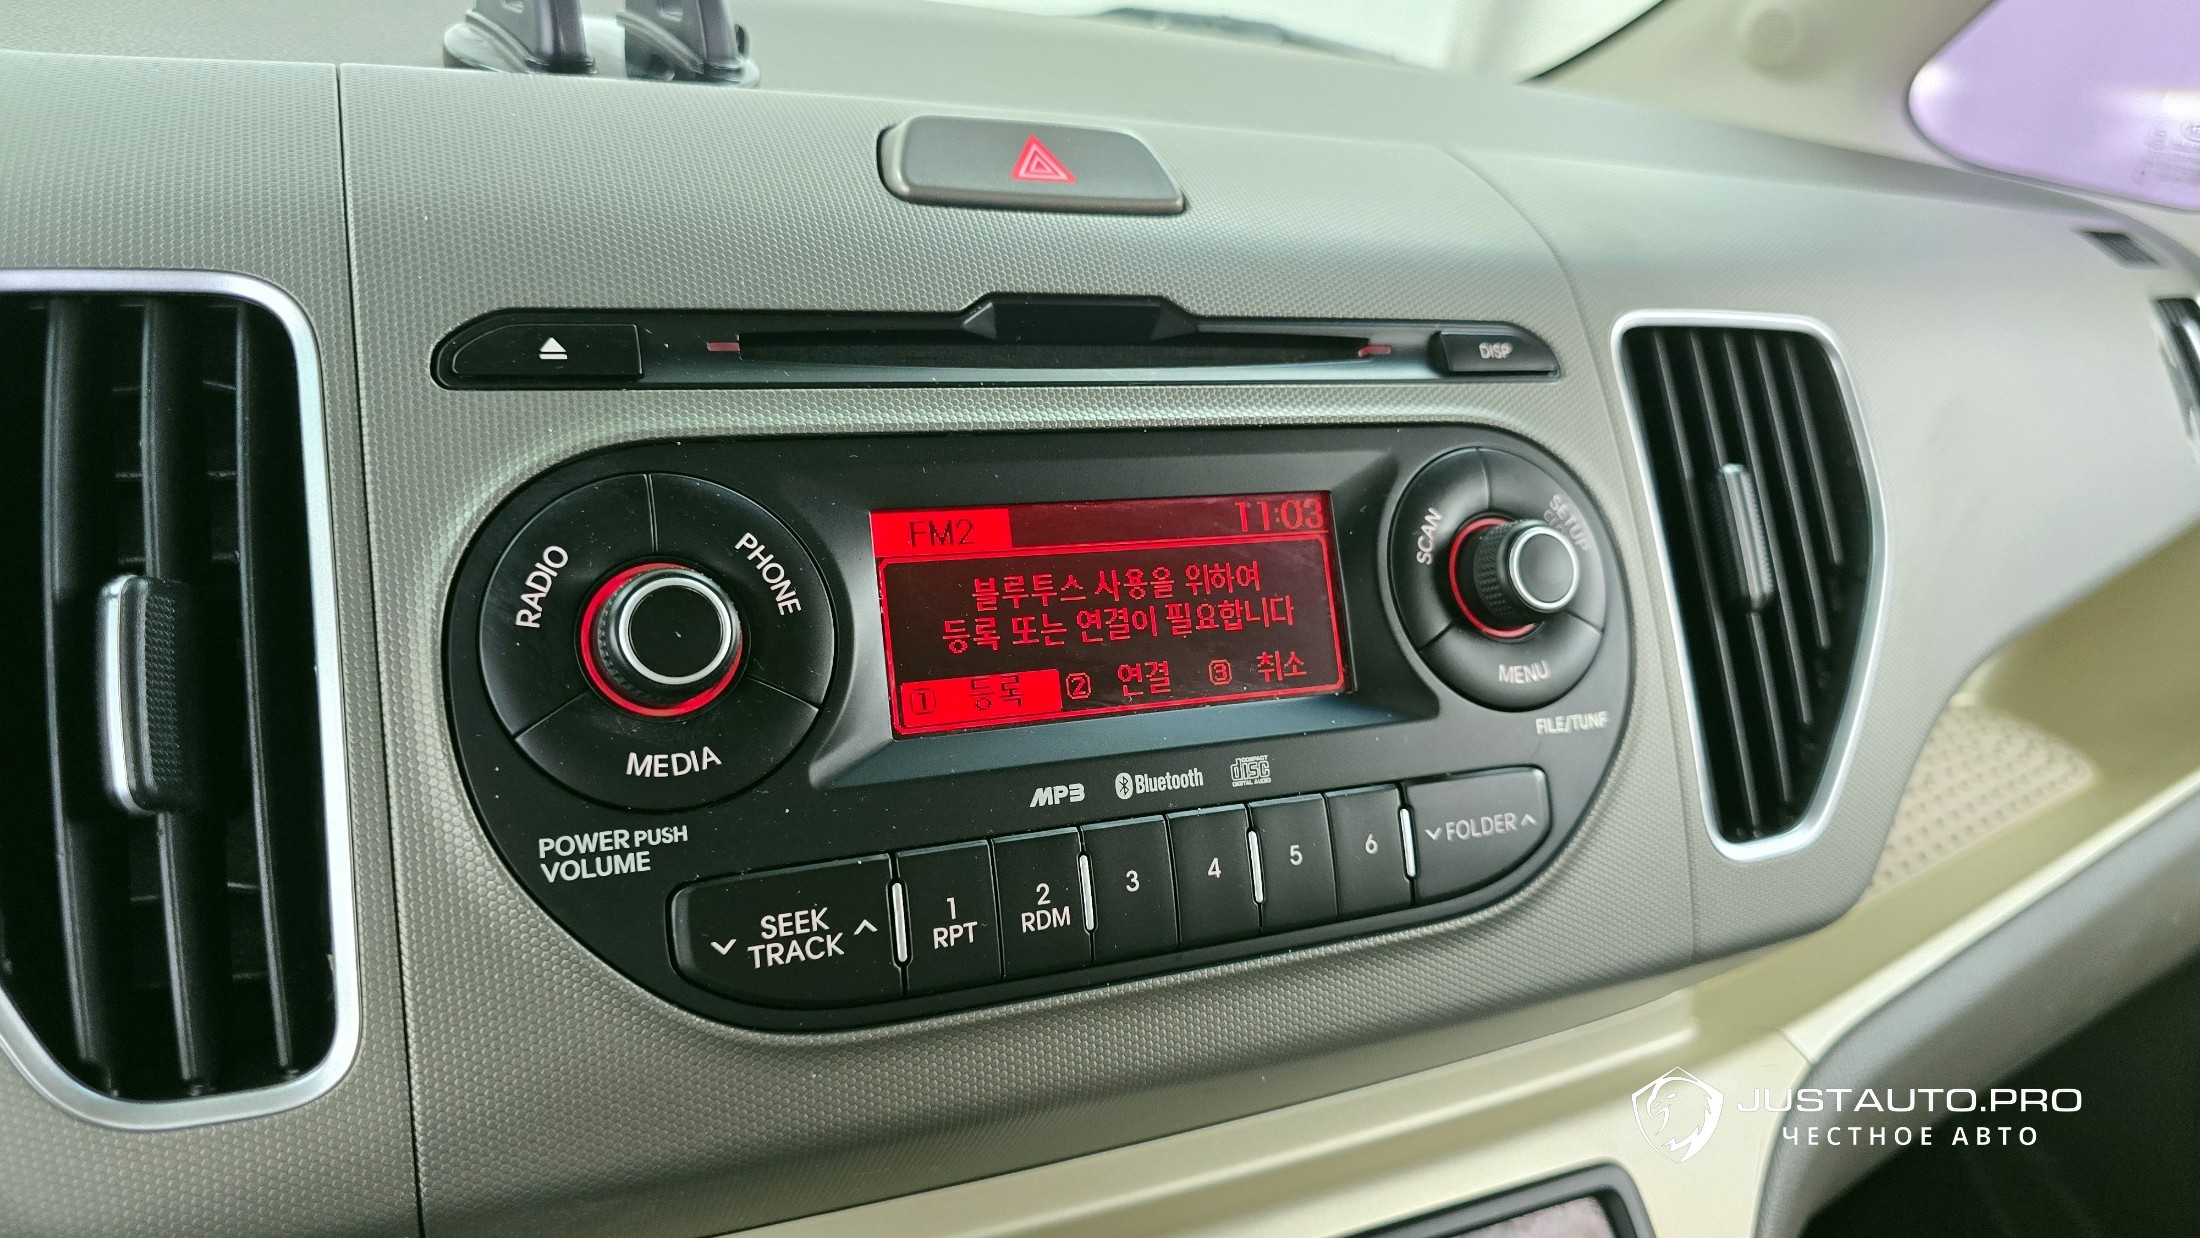 DISP
FM2 11:03
블루투스 사용을 위하여
등록 또는 연결이 필요합니다
1 등록 2 연결 3 취소
RADIO
PHONE
MEDIA
POWER PUSH
VOLUME
SCAN
SETUP
MENU
FILE/TUNE
MP3 Bluetooth COMPACT disc DIGITAL AUDIO
SEEK
TRACK
1
RPT
2
RDM
3
4
5
6
FOLDER
JUSTAUTO.PRO
ЧЕСТНОЕ АВТО